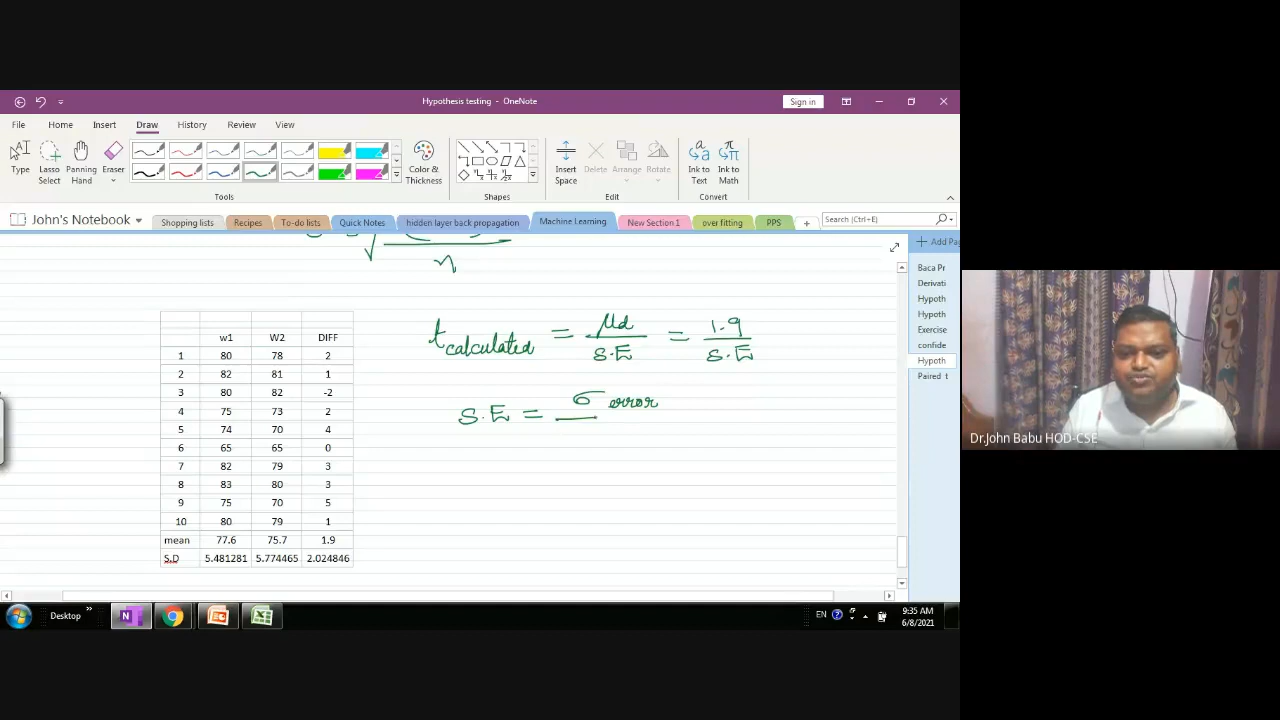 Hypothesis testing - OneNote
Sign in
File Home Insert Draw History Review View
Type Lasso Select Panning Hand Eraser Color & Thickness Insert Space Delete Arrange Rotate Ink to Text Ink to Math
Tools Shapes Edit Convert
John's Notebook Shopping lists Recipes To-do lists Quick Notes hidden layer back propagation Machine Learning New Section 1 over fitting PPS + Search (Ctrl+E)
Add Pag
Baca Pr
Derivati
Hypoth
Hypoth
Exercise
confide
Hypoth
Paired t
n
w1 W2 DIFF
1 80 78 2
2 82 81 1
3 80 82 -2
4 75 73 2
5 74 70 4
6 65 65 0
7 82 79 3
8 83 80 3
9 75 70 5
10 80 79 1
mean 77.6 75.7 1.9
S.D 5.481281 5.774465 2.024846
t calculated = μd / S.E = 1.9 / S.E
S.E = σ error
Dr.John Babu HOD-CSE
Desktop
EN
9:35 AM
6/8/2021